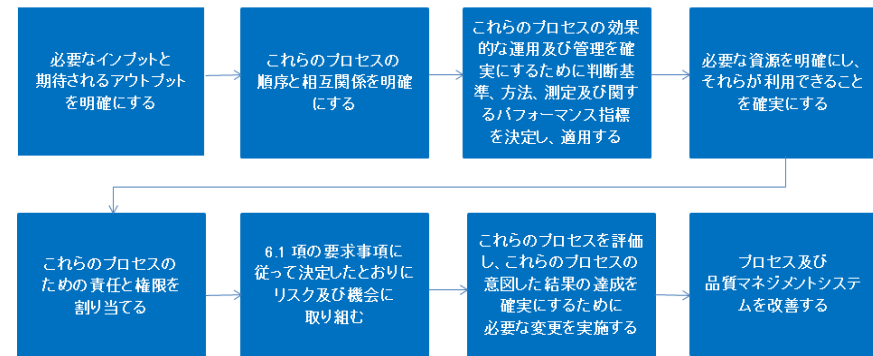 必要なインプットと
期待されるアウトプット
を明確にする
これらのプロセスの
順序と相互関係を明確
にする
これらのプロセスの効果
的な運用及び管理を確
実にするために判断基
準、方法、測定及び関す
るパフォーマンス指標
を決定し、適用する
必要な資源を明確にし、
それらが利用できること
を確実にする
これらのプロセスの
ための責任と権限を
割り当てる
6.1 項の要求事項に
従って決定したとおりに
リスク及び機会に
取り組む
これらのプロセスを評価
し、これらのプロセスの
意図した結果の達成を
確実にするために
必要な変更を実施する
プロセス及び
品質マネジメントシステ
ムを改善する